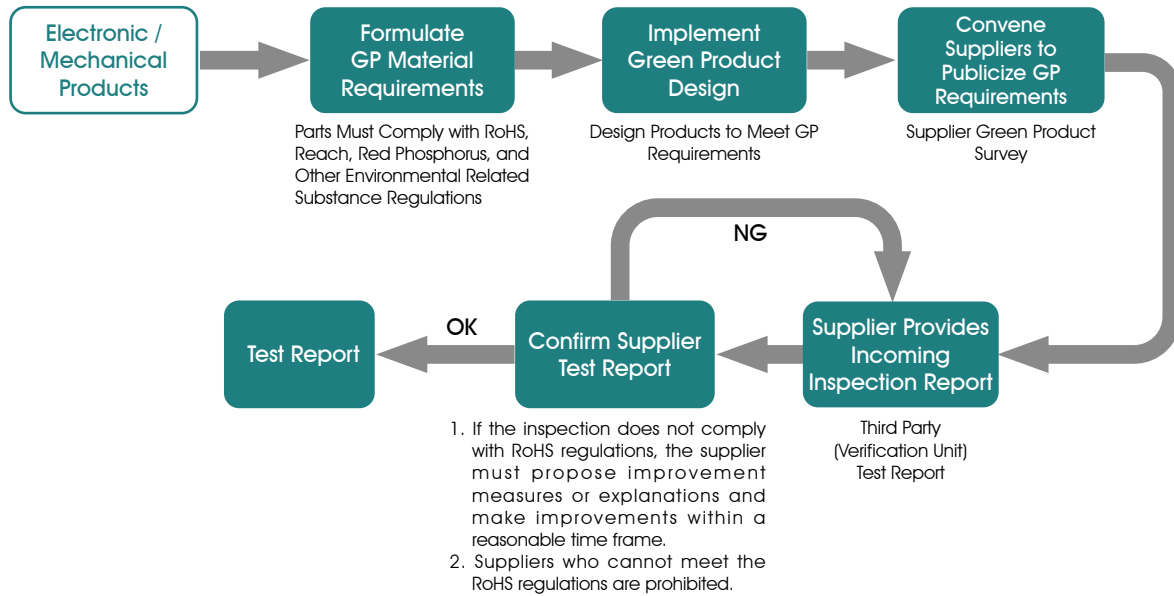 Electronic /
Mechanical
Products
Formulate
GP Material
Requirements
Parts Must Comply with RoHS,
Reach, Red Phosphorus, and
Other Environmental Related
Substance Regulations
Implement
Green Product
Design
Design Products to Meet GP
Requirements
Convene
Suppliers to
Publicize GP
Requirements
Supplier Green Product
Survey
NG
Supplier Provides
Incoming
Inspection Report
Third Party
(Verification Unit)
Test Report
Confirm Supplier
Test Report
1. If the inspection does not comply
with RoHS regulations, the supplier
must propose improvement
measures or explanations and
make improvements within a
reasonable time frame.
2. Suppliers who cannot meet the
RoHS regulations are prohibited.
OK
Test Report